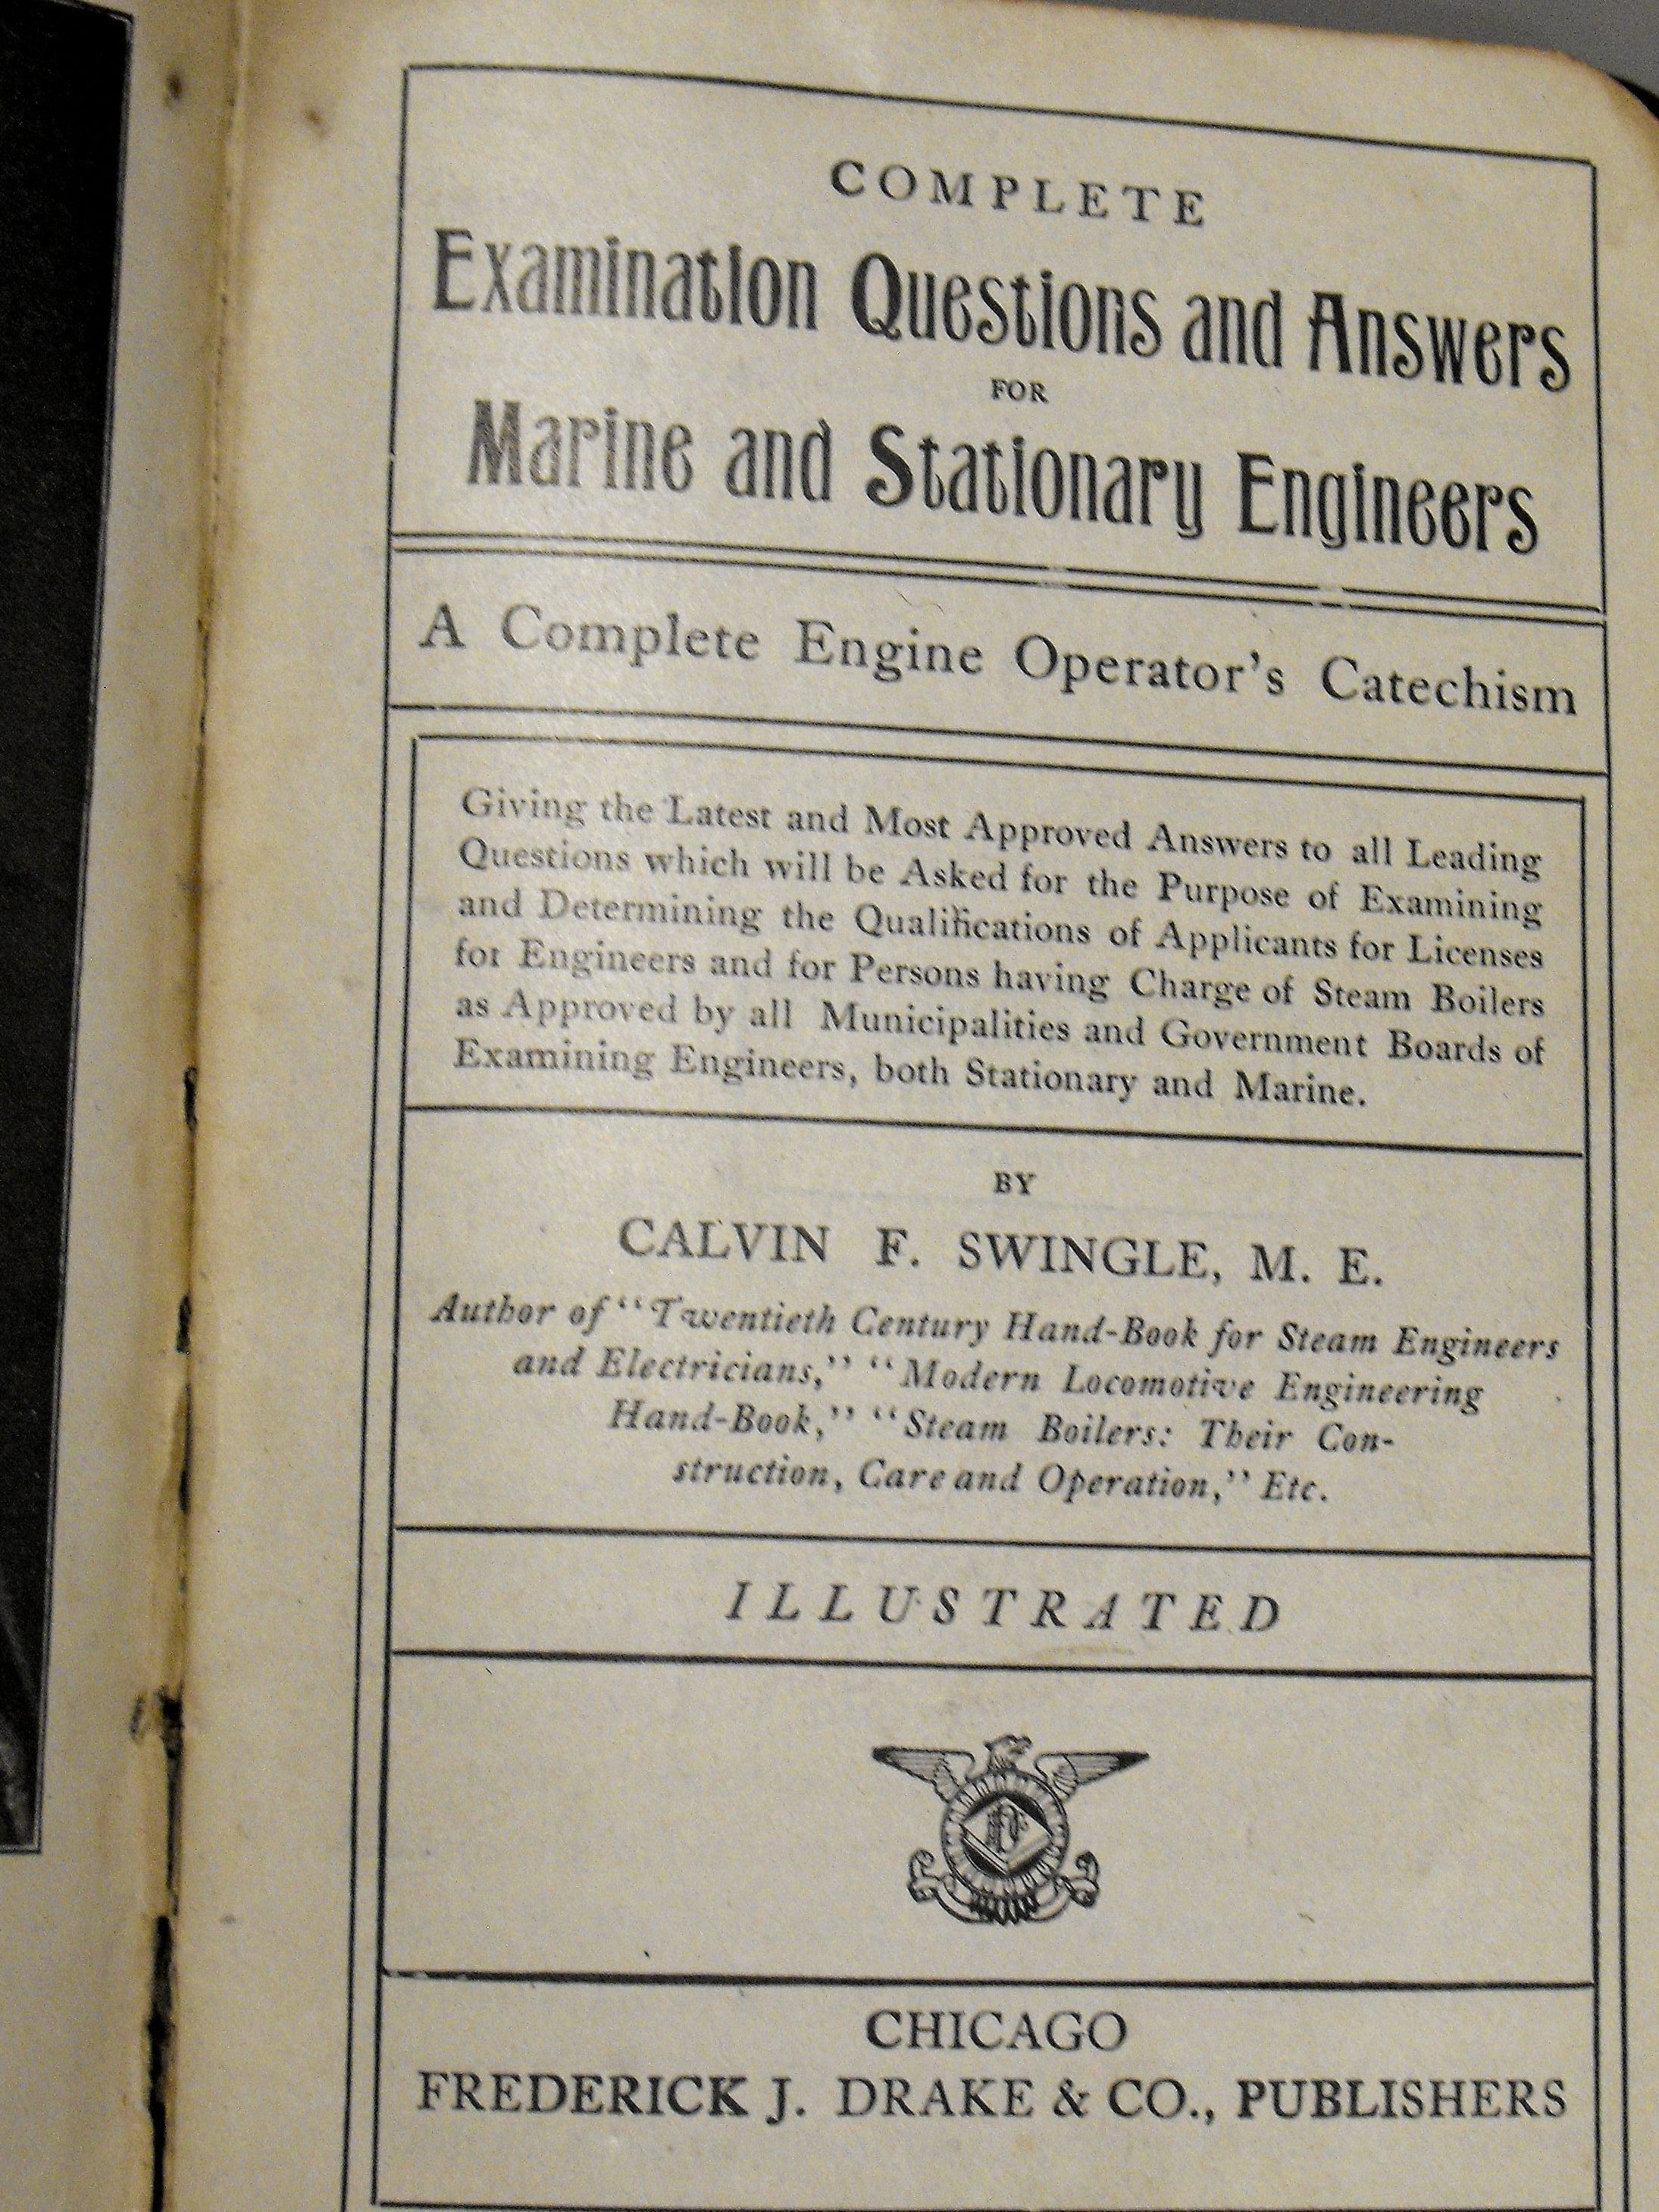 COMPLETE
Examination Questions and Answers
FOR
Marine and Stationary Engineers
A Complete Engine Operator's Catechism
Giving the Latest and Most Approved Answers to all Leading
Questions which will be Asked for the Purpose of Examining
and Determining the Qualifications of Applicants for Licenses
for Engineers and for Persons having Charge of Steam Boilers
as Approved by all Municipalities and Government Boards of
Examining Engineers, both Stationary and Marine.
BY
CALVIN F. SWINGLE, M. E.
Author of "Twentieth Century Hand-Book for Steam Engineers
and Electricians," "Modern Locomotive Engineering
Hand-Book," "Steam Boilers: Their Con-
struction, Care and Operation," Etc.
ILLUSTRATED
CHICAGO
FREDERICK J. DRAKE & CO., PUBLISHERS